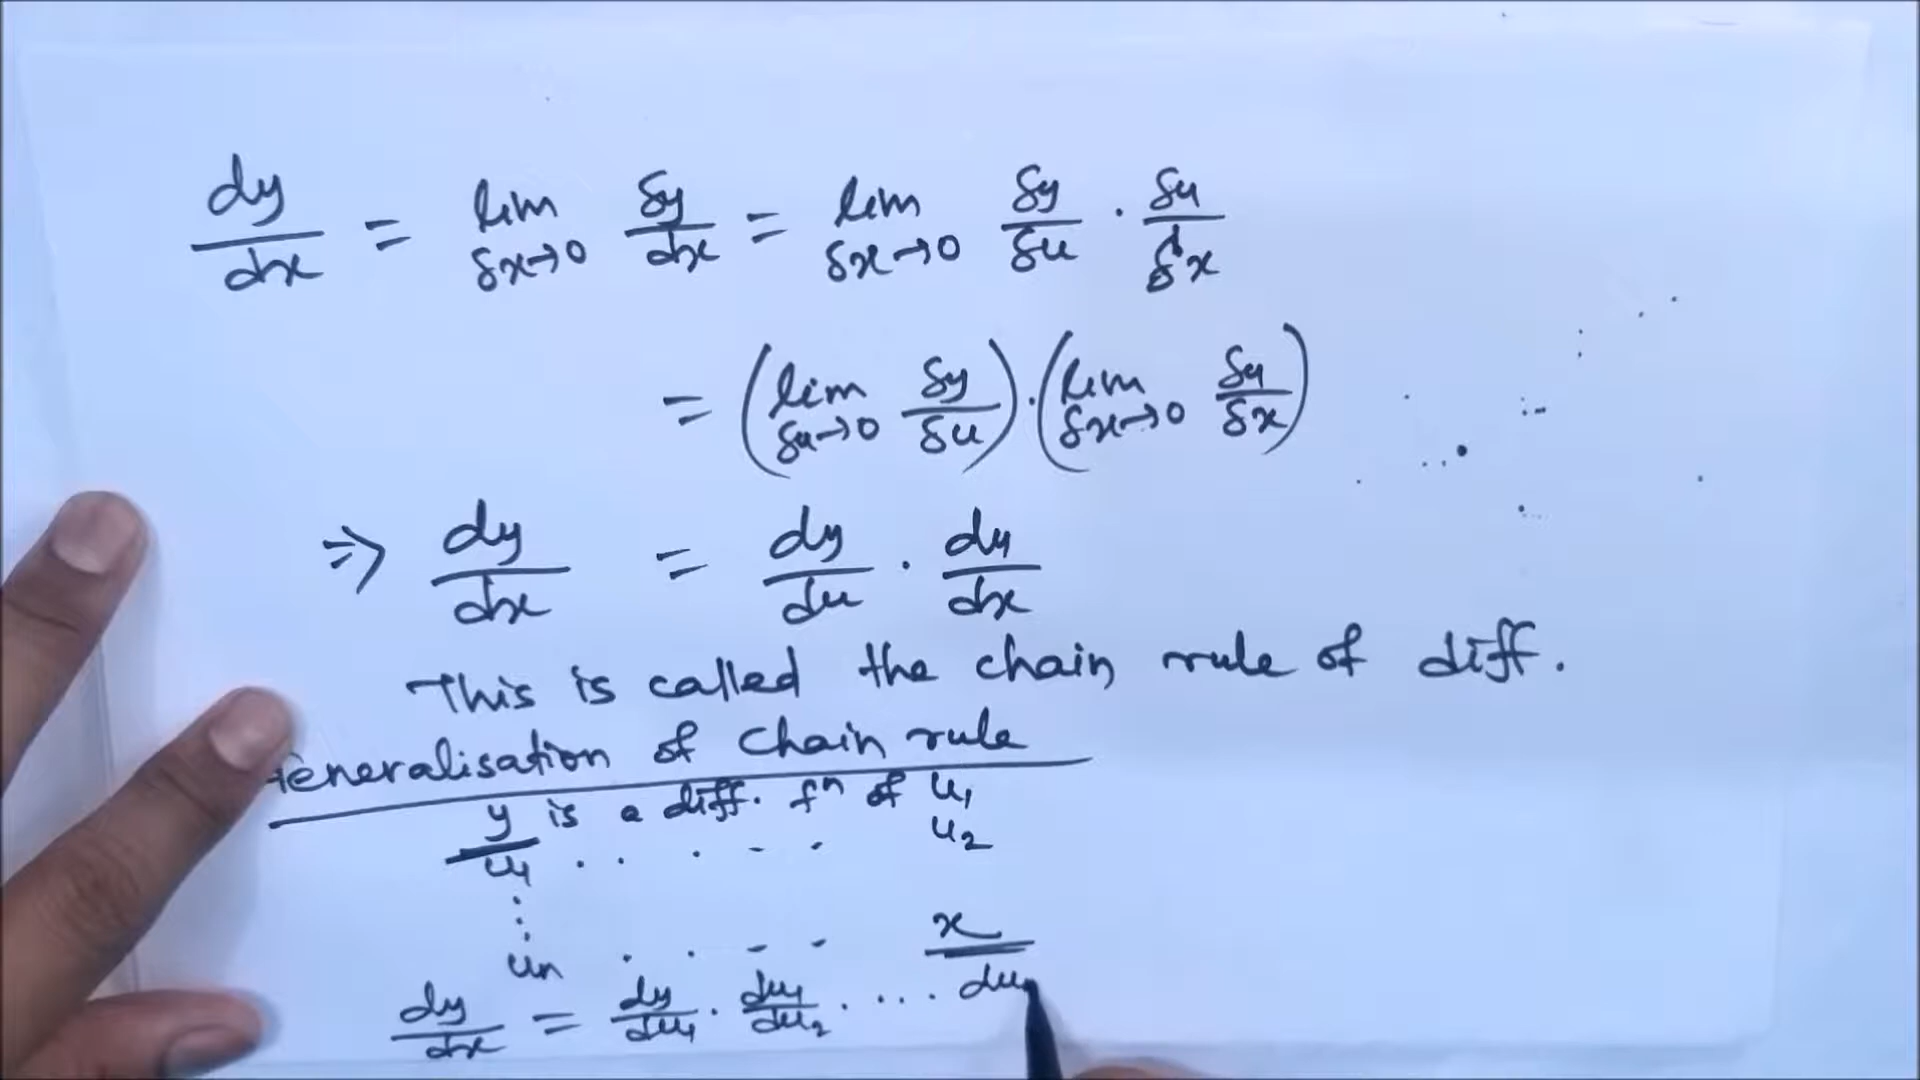 dy/dx = lim δx→0 δy/dx = lim δx→0 δy/δu · δu/δx
= (lim δu→0 δy/δu) · (lim δx→0 δu/δx)
⇒ dy/dx = dy/du · du/dx
This is called the chain rule of diff.
Generalisation of chain rule
y is a diff. fⁿ of u₁
u₁ . . . - - u₂
⋮
uₙ . . - - x
dy/dx = dy/du₁ · du₁/du₂ · ... du